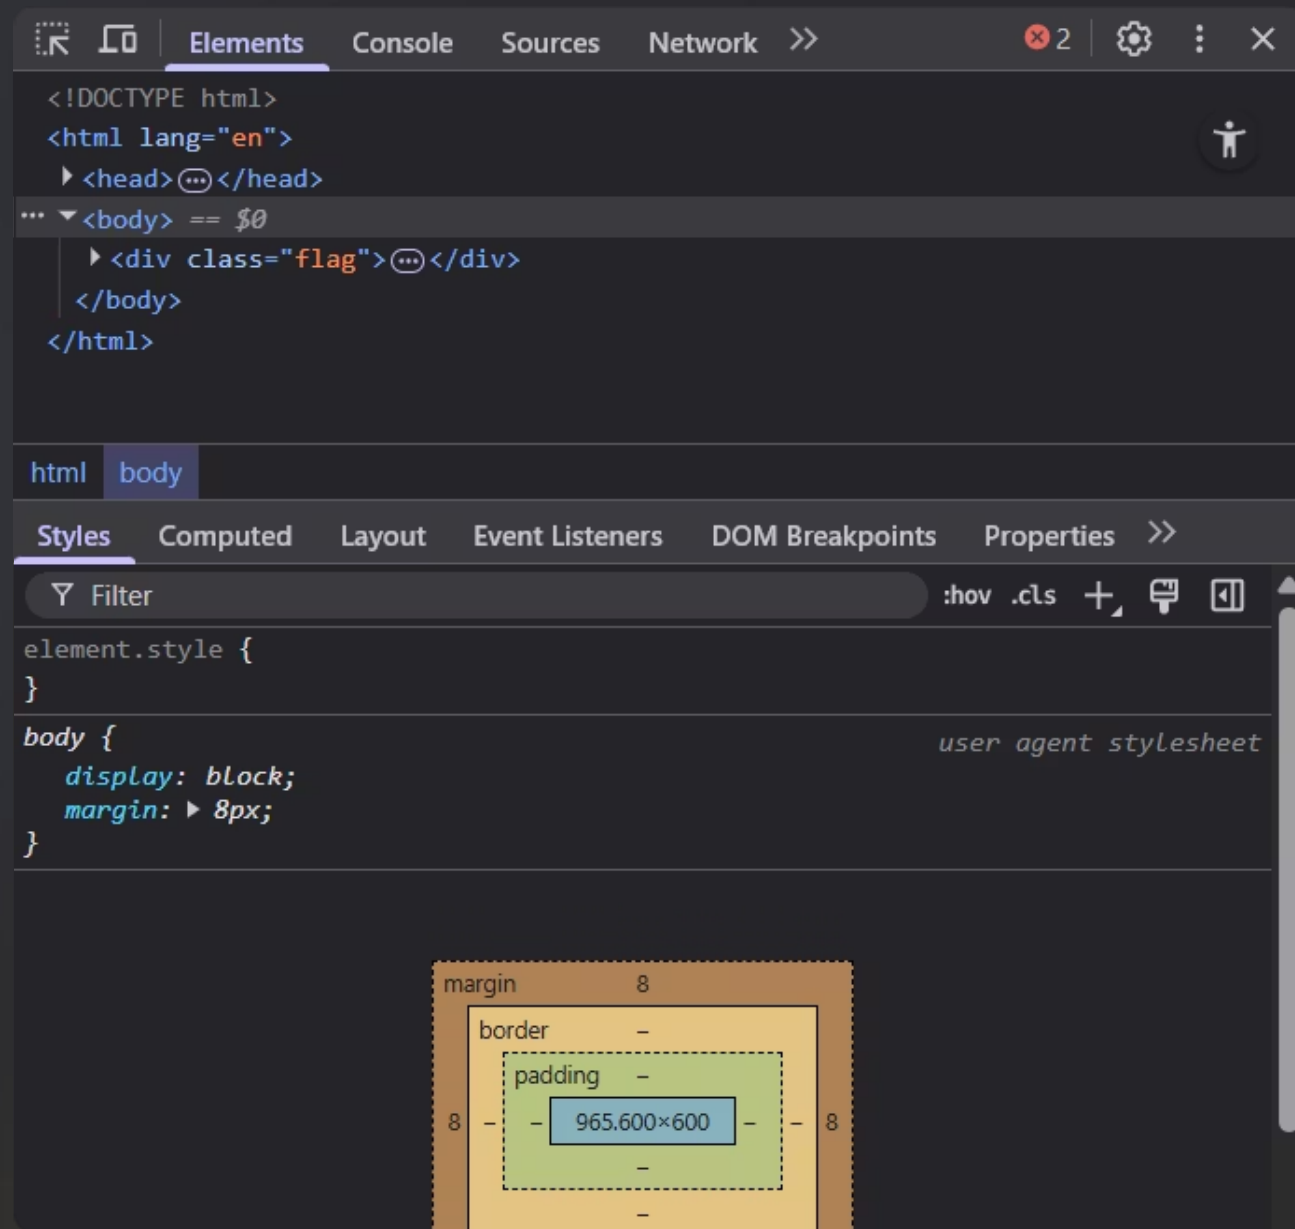 Elements Console Sources Network 2
<!DOCTYPE html>
<html lang="en">
<head>…</head>
… <body> == $0
<div class="flag">…</div>
</body>
</html>
html body
Styles Computed Layout Event Listeners DOM Breakpoints Properties
Filter :hov .cls
element.style {
}
body { user agent stylesheet
display: block;
margin: 8px;
}
margin 8
border –
padding –
8 – – 965.600×600 – – 8
–
–